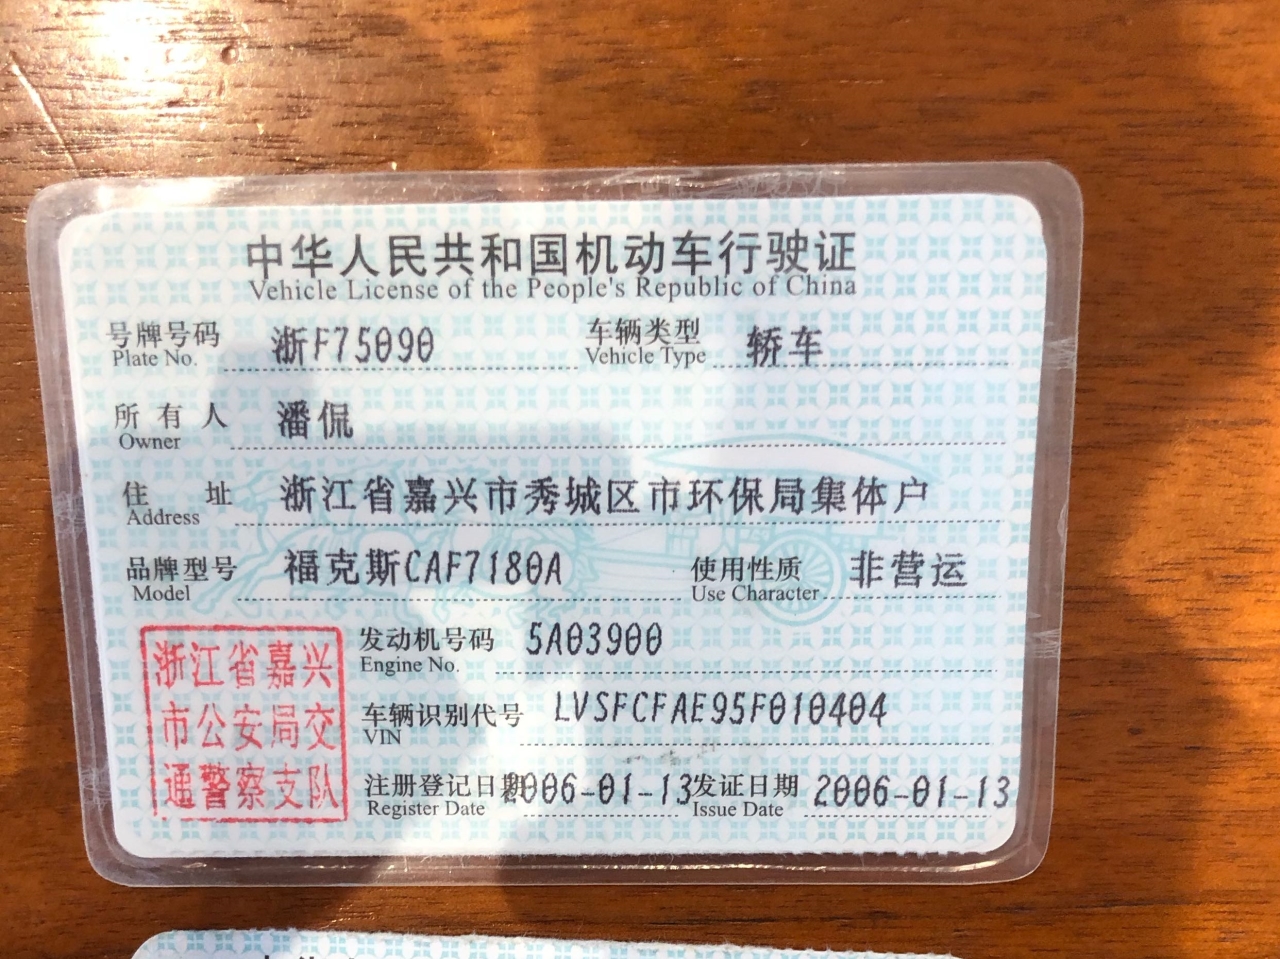 中华人民共和国机动车行驶证
Vehicle License of the People's Republic of China
号牌号码 浙F75090 车辆类型 轿车
Plate No. Vehicle Type
所有人 潘侃
Owner
住址 浙江省嘉兴市秀城区市环保局集体户
Address
品牌型号 福克斯CAF7180A 使用性质 非营运
Model Use Character
发动机号码 5A03900
Engine No.
车辆识别代号 LVSFCFAE95F010404
VIN
注册登记日期 2006-01-13 发证日期 2006-01-13
Register Date Issue Date
浙江省嘉兴
市公安局交
通警察支队